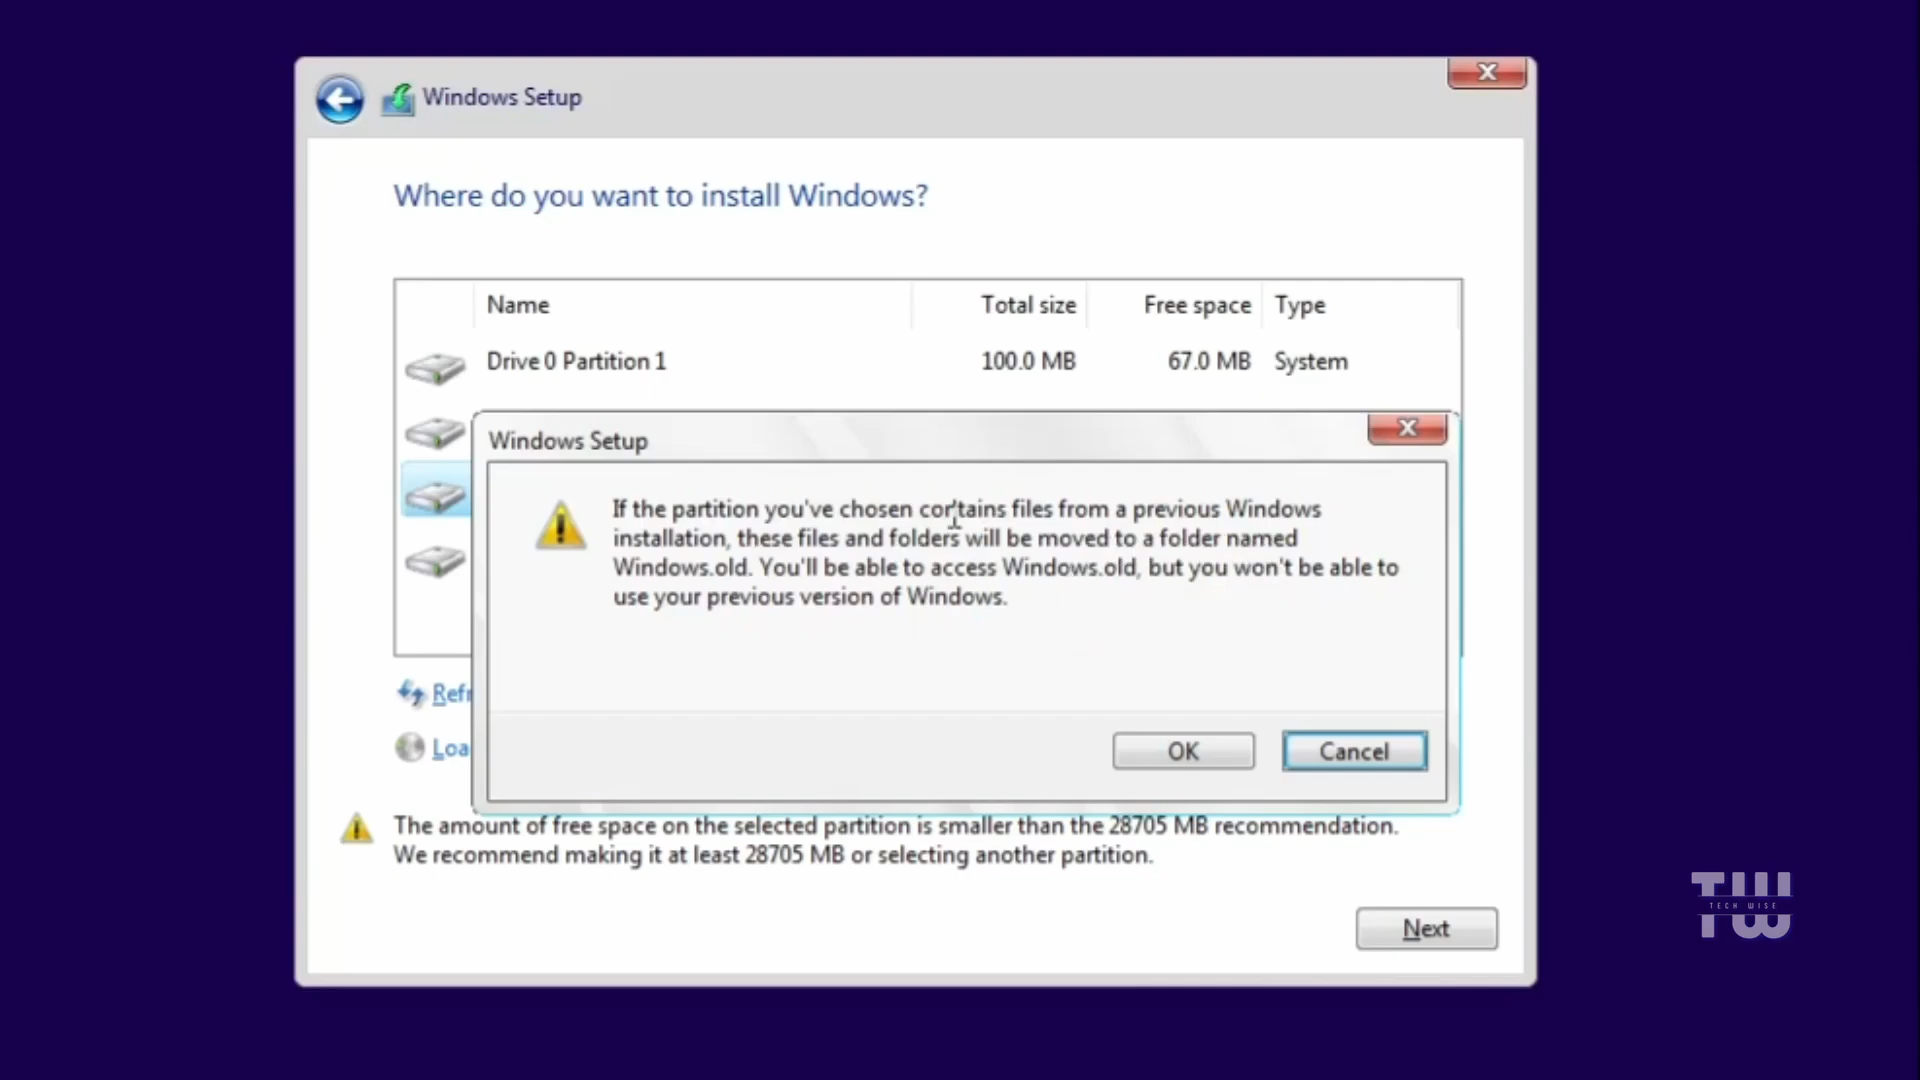 Windows Setup
Where do you want to install Windows?
Name Total size Free space Type
Drive 0 Partition 1 100.0 MB 67.0 MB System
Windows Setup
If the partition you've chosen contains files from a previous Windows
installation, these files and folders will be moved to a folder named
Windows.old. You'll be able to access Windows.old, but you won't be able to
use your previous version of Windows.
OK Cancel
Refr
Loa
The amount of free space on the selected partition is smaller than the 28705 MB recommendation.
We recommend making it at least 28705 MB or selecting another partition.
Next
TW
TECH WISE